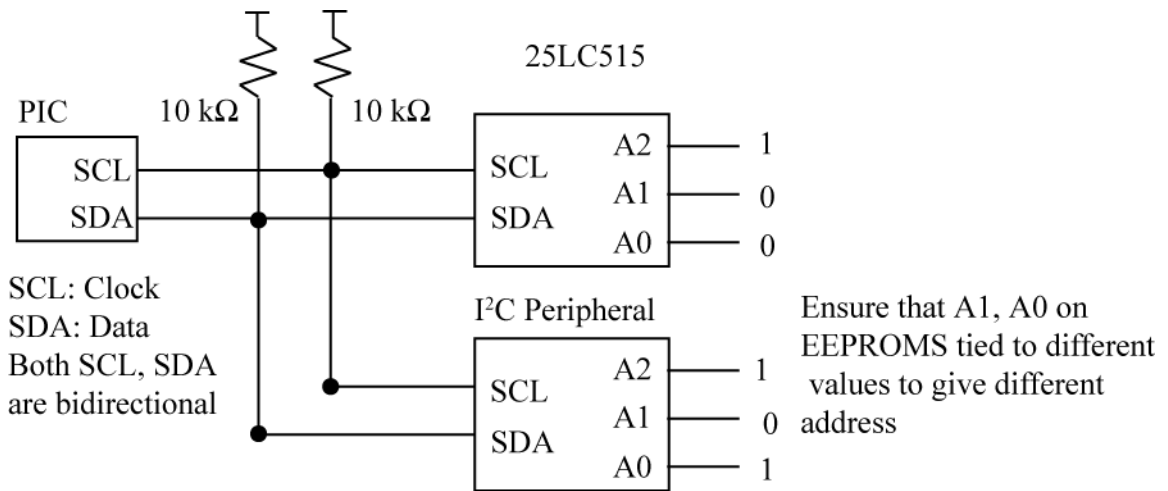 25LC515
PIC
10 kΩ
10 kΩ
SCL
SDA
SCL
SDA
A2
A1
A0
1
0
0
SCL: Clock
SDA: Data
Both SCL, SDA
are bidirectional
I²C Peripheral
SCL
SDA
A2
A1
A0
1
0
1
Ensure that A1, A0 on
EEPROMS tied to different
values to give different
address